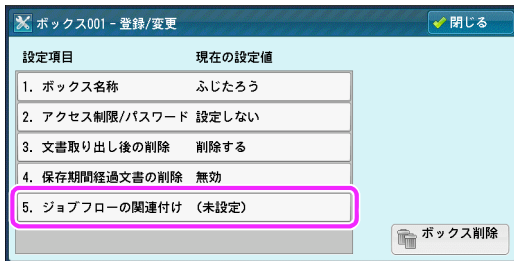 ボックス001 - 登録/変更
閉じる
設定項目 現在の設定値
1. ボックス名称 ふじたろう
2. アクセス制限/パスワード 設定しない
3. 文書取り出し後の削除 削除する
4. 保存期間経過文書の削除 無効
5. ジョブフローの関連付け (未設定)
ボックス削除